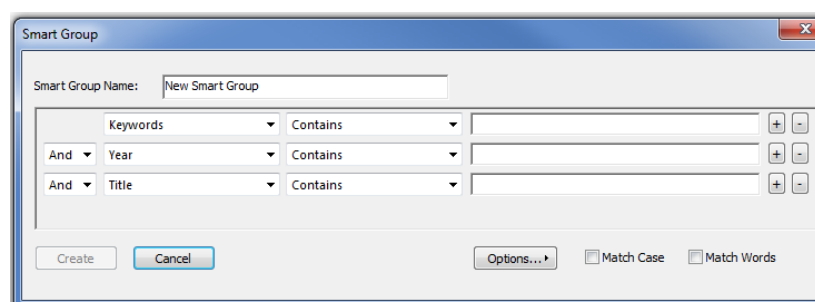 Smart Group
Smart Group Name: New Smart Group
Keywords Contains + -
And Year Contains + -
And Title Contains + -
Create Cancel Options... Match Case Match Words